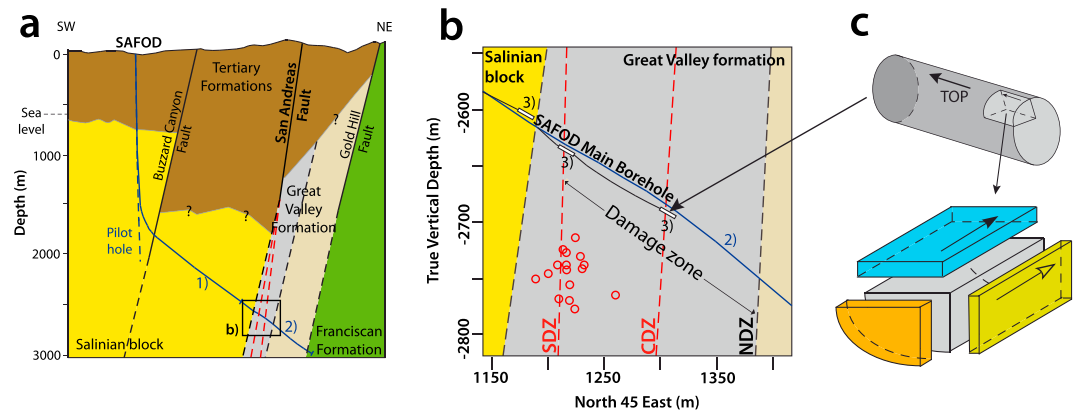 a
SW
NE
SAFOD
0
Sea
level
1000
2000
3000
Depth (m)
Tertiary
Formations
Buzzard Canyon
Fault
San Andreas
Fault
Gold Hill
Fault
?
?
?
Great
Valley
Formation
Pilot
hole
1)
b)
2)
Salinian block
Franciscan
Formation
b
Salinian
block
Great Valley formation
3)
SAFOD Main Borehole
3)
3)
2)
Damage zone
SDZ
CDZ
NDZ
-2600
-2700
-2800
True Vertical Depth (m)
1150
1250
1350
North 45 East (m)
c
TOP